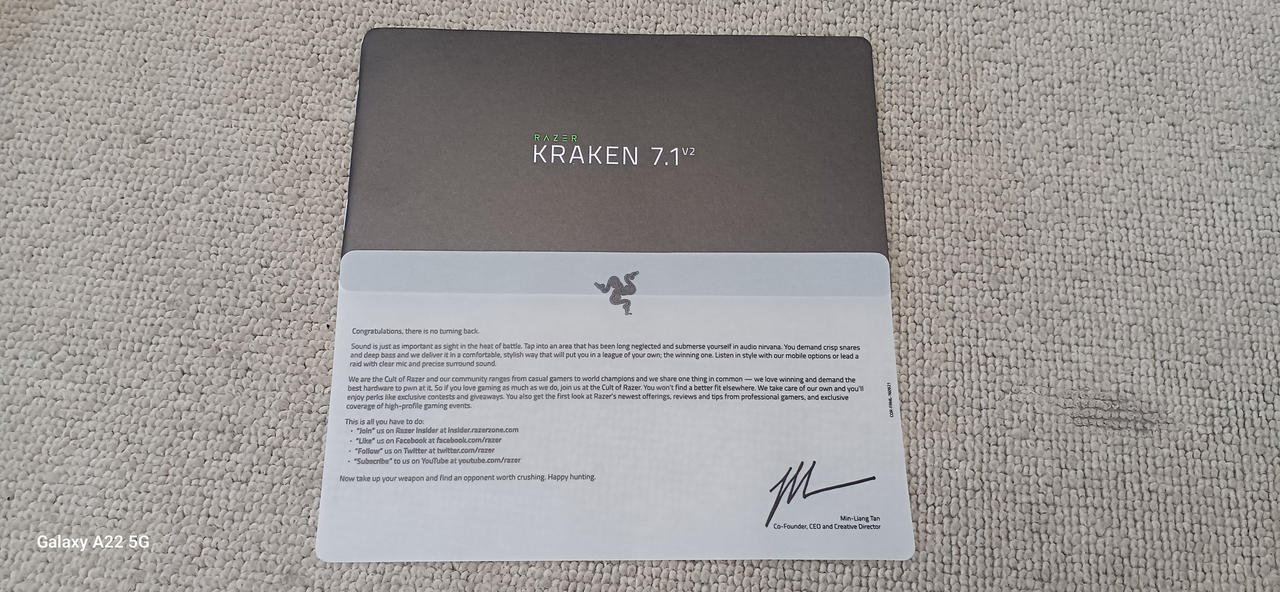 RAZER
KRAKEN 7.1 V2
Congratulations, there is no turning back.
Sound is just as important as sight in the heat of battle. Tap into an area that has been long neglected and submerse yourself in audio nirvana. You demand crisp snares
and deep bass and we deliver it in a comfortable, stylish way that will put you in a league of your own; the winning one. Listen in style with our mobile options or lead a
raid with clear mic and precise surround sound.
We are the Cult of Razer and our community ranges from casual gamers to world champions and we share one thing in common — we love winning and demand the
best hardware to pwn at it. So if you love gaming as much as we do, join us at the Cult of Razer. You won't find a better fit elsewhere. We take care of our own and you'll
enjoy perks like exclusive contests and giveaways. You also get the first look at Razer's newest offerings, reviews and tips from professional gamers, and exclusive
coverage of high-profile gaming events.
This is all you have to do:
• "Join" us on Razer Insider at insider.razerzone.com
• "Like" us on Facebook at facebook.com/razer
• "Follow" us on Twitter at twitter.com/razer
• "Subscribe" to us on YouTube at youtube.com/razer
Now take up your weapon and find an opponent worth crushing. Happy hunting.
Min-Liang Tan
Co-Founder, CEO and Creative Director
Galaxy A22 5G